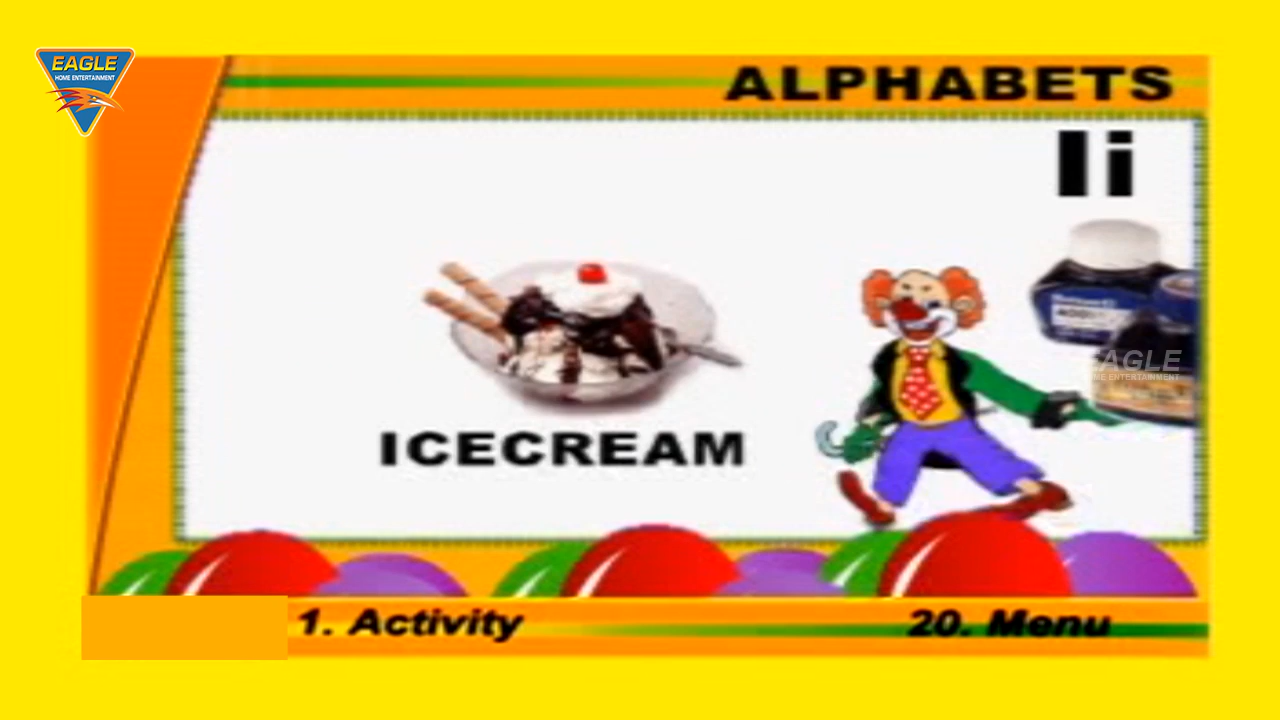 EAGLE
HOME ENTERTAINMENT
ALPHABETS
Ii
EAGLE
HOME ENTERTAINMENT
ICECREAM
1. Activity
20. Menu